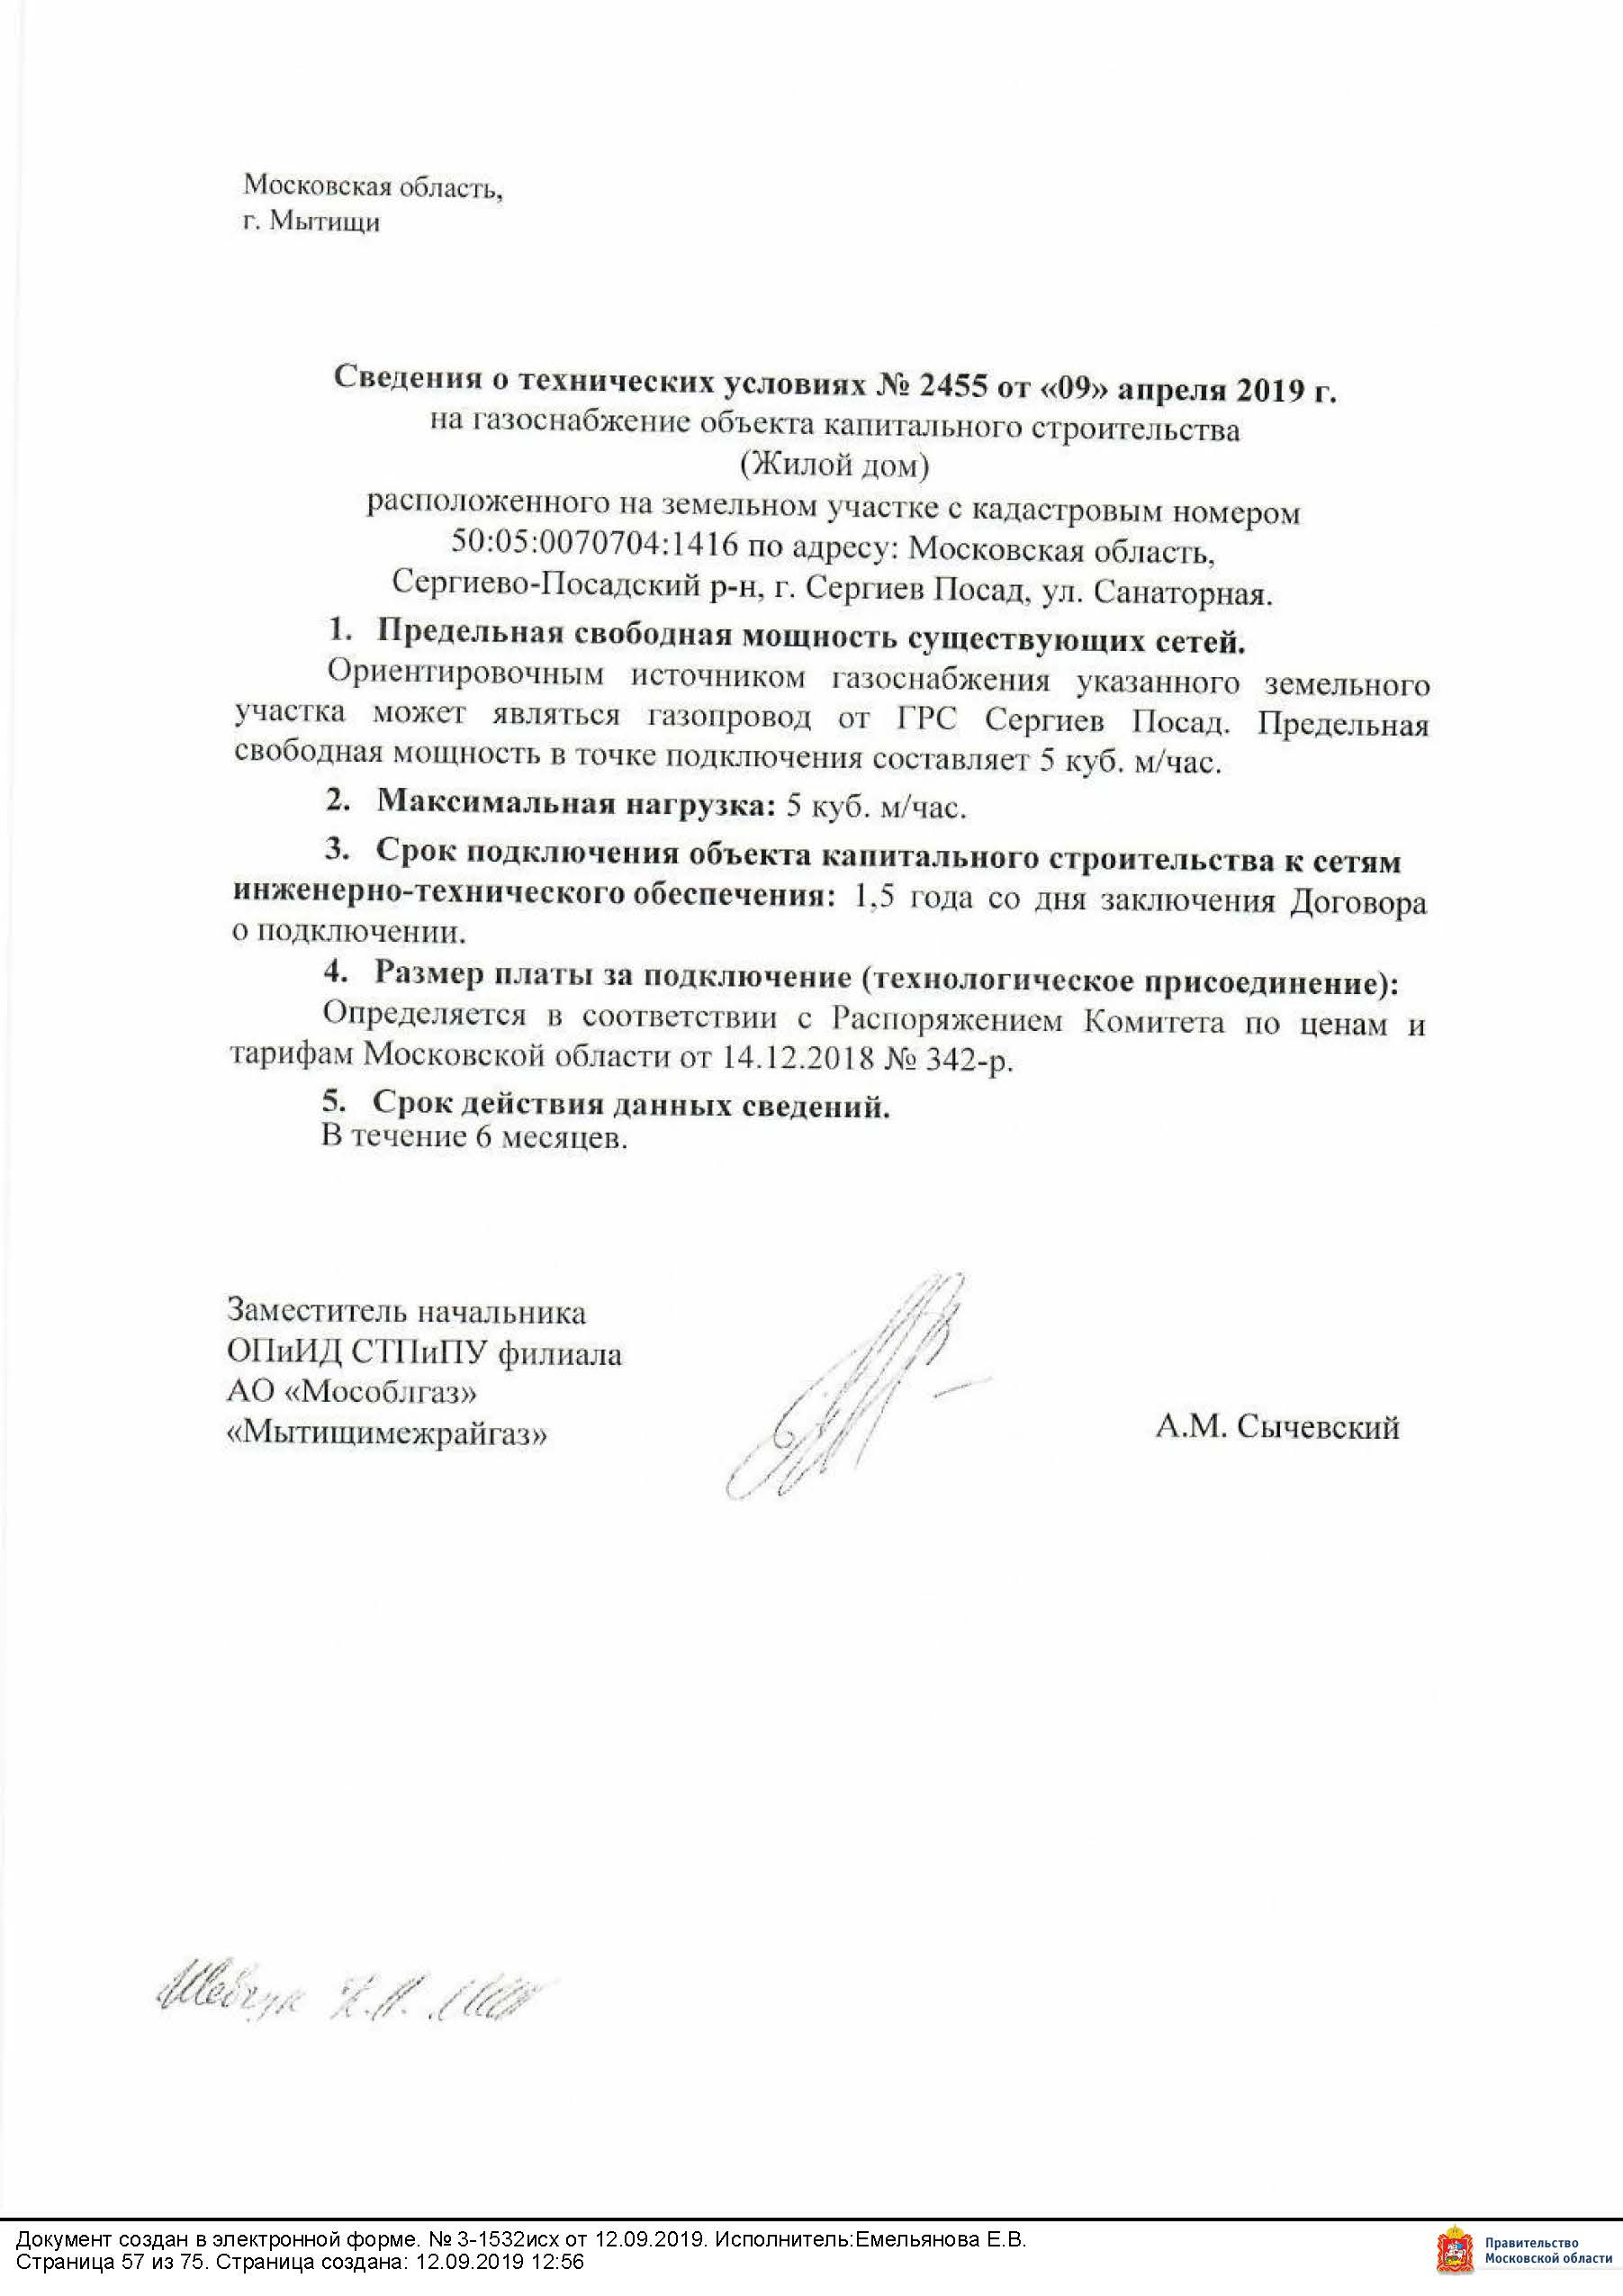 Московская область,
г. Мытищи
Сведения о технических условиях № 2455 от «09» апреля 2019 г.
на газоснабжение объекта капитального строительства
(Жилой дом)
расположенного на земельном участке с кадастровым номером
50:05:0070704:1416 по адресу: Московская область,
Сергиево-Посадский р-н, г. Сергиев Посад, ул. Санаторная.
1. Предельная свободная мощность существующих сетей.
Ориентировочным источником газоснабжения указанного земельного
участка может являться газопровод от ГРС Сергиев Посад. Предельная
свободная мощность в точке подключения составляет 5 куб. м/час.
2. Максимальная нагрузка: 5 куб. м/час.
3. Срок подключения объекта капитального строительства к сетям
инженерно-технического обеспечения: 1,5 года со дня заключения Договора
о подключении.
4. Размер платы за подключение (технологическое присоединение):
Определяется в соответствии с Распоряжением Комитета по ценам и
тарифам Московской области от 14.12.2018 № 342-р.
5. Срок действия данных сведений.
В течение 6 месяцев.
Заместитель начальника
ОПиИД СТПиПУ филиала
АО «Мособлгаз»
«Мытищимежрайгаз»
А.М. Сычевский
Шевчук
Документ создан в электронной форме. № 3-1532исх от 12.09.2019. Исполнитель:Емельянова Е.В.
Страница 57 из 75. Страница создана: 12.09.2019 12:56
Правительство
Московской области